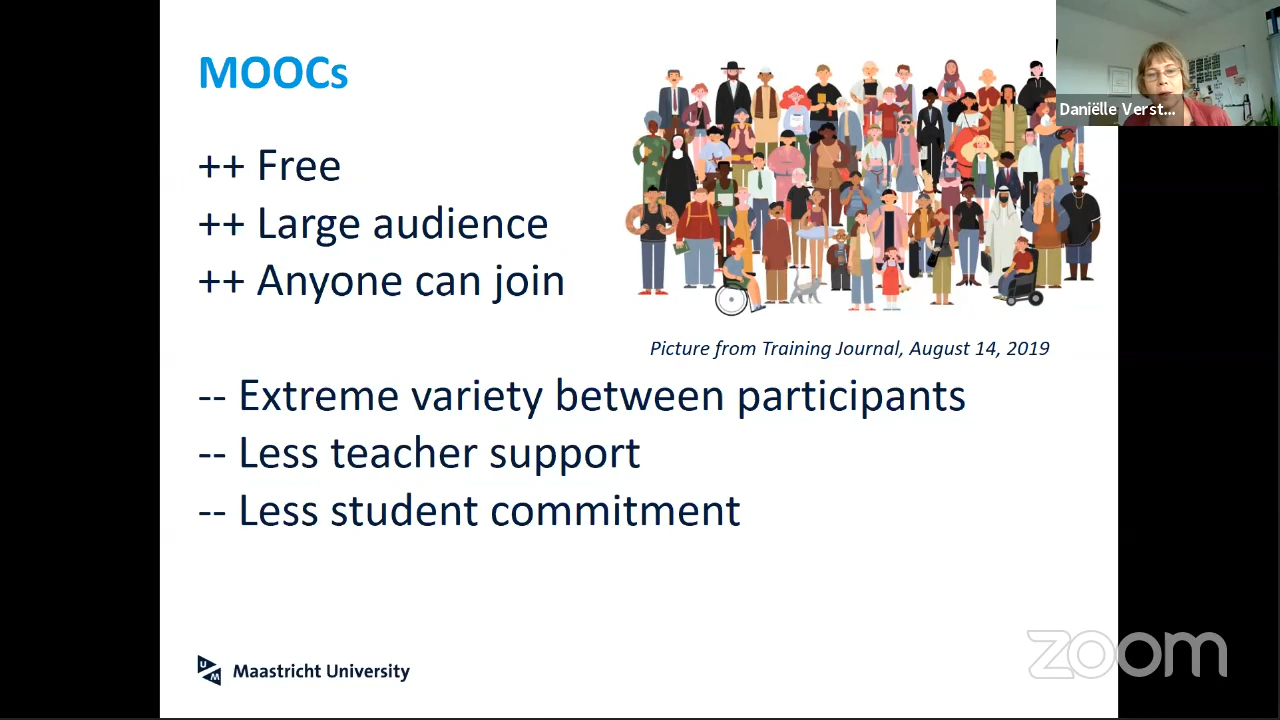 MOOCs
Daniëlle Verst...
++ Free
++ Large audience
++ Anyone can join
Picture from Training Journal, August 14, 2019
-- Extreme variety between participants
-- Less teacher support
-- Less student commitment
UM
Maastricht University
zoom